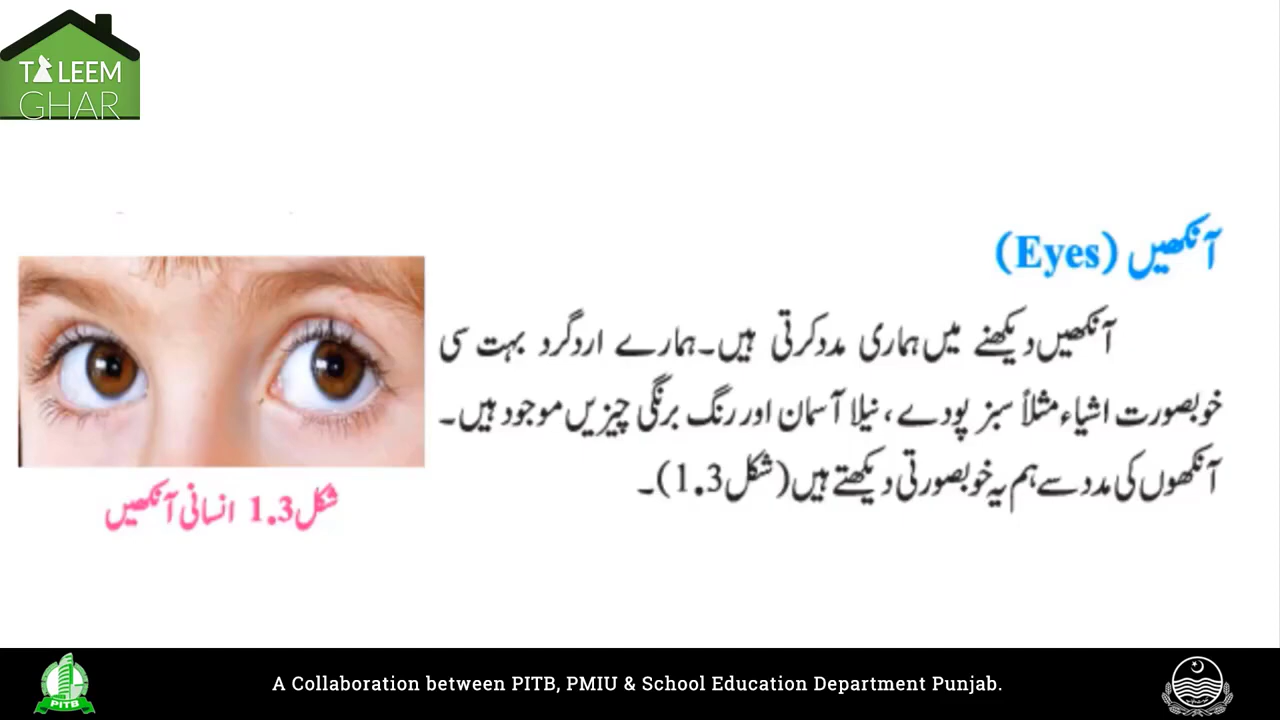 TALEEM
GHAR
آنکھیں (Eyes)
آنکھیں دیکھنے میں ہماری مدد کرتی ہیں۔ ہمارے اردگرد بہت سی
خوبصورت اشیاء مثلاً سبز پودے، نیلا آسمان اور رنگ برنگی چیزیں موجود ہیں۔
آنکھوں کی مدد سے ہم یہ خوبصورتی دیکھتے ہیں (شکل 1.3)۔
شکل 1.3 انسانی آنکھیں
PITB
A Collaboration between PITB, PMIU & School Education Department Punjab.